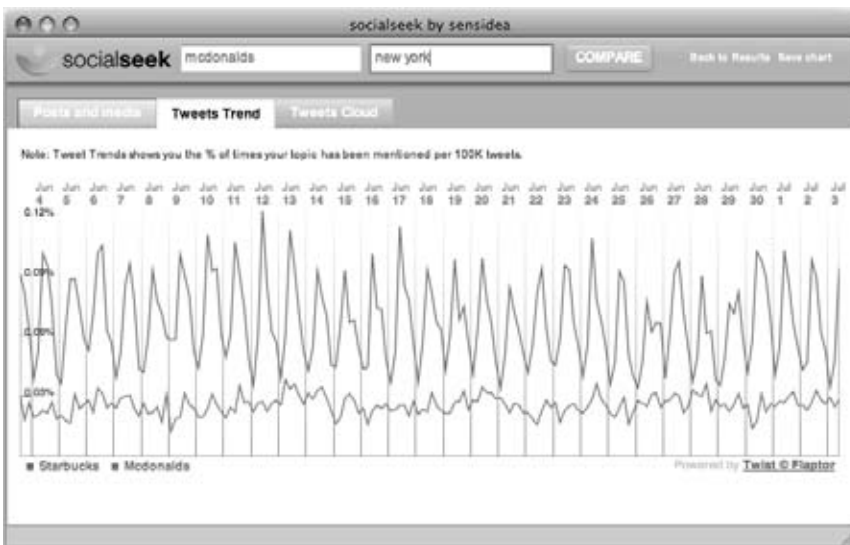 socialseek by sensidea
socialseek mcdonalds new york COMPARE Back to Results Save chart
Posts and media Tweets Trend Tweets Cloud
Note: Tweet Trends shows you the % of times your topic has been mentioned per 100K tweets.
Jun Jun Jun Jun Jun Jun Jun Jun Jun Jun Jun Jun Jun Jun Jun Jun Jun Jun Jun Jun Jun Jun Jun Jun Jun Jun Jun Jul Jul Jul
4 5 6 7 8 9 10 11 12 13 14 15 16 17 18 19 20 21 22 23 24 25 26 27 28 29 30 1 2 3
0.12%
0.09%
0.06%
0.03%
Starbucks Mcdonalds Powered by Twist © Flaptor